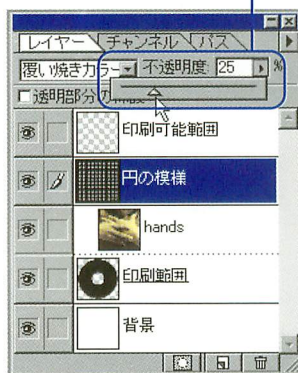 レイヤー チャンネル パス
覆い焼きカラー 不透明度: 25 %
透明部分の
印刷可能範囲
円の模様
hands
印刷範囲
背景